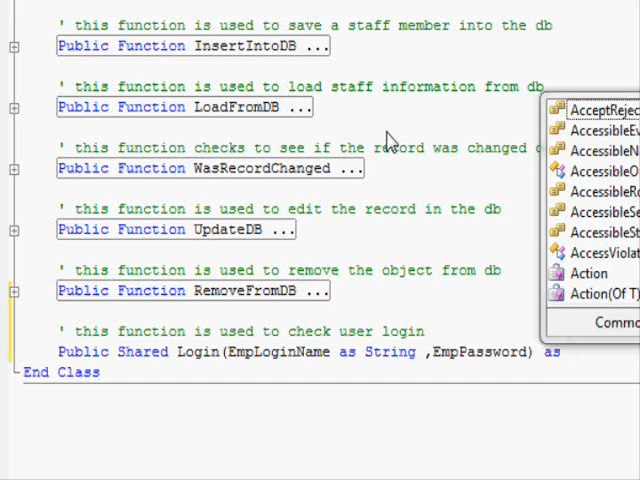 ' this function is used to save a staff member into the db
Public Function InsertIntoDB ...
' this function is used to load staff information from db
Public Function LoadFromDB ...
' this function checks to see if the record was changed
Public Function WasRecordChanged ...
' this function is used to edit the record in the db
Public Function UpdateDB ...
' this function is used to remove the object from db
Public Function RemoveFromDB ...
' this function is used to check user login
Public Shared Login(EmpLoginName as String ,EmpPassword) as
End Class
AcceptRejec
AccessibleEv
AccessibleNa
AccessibleO
AccessibleRo
AccessibleSe
AccessibleSt
AccessViolat
Action
Action(Of T)
Commo